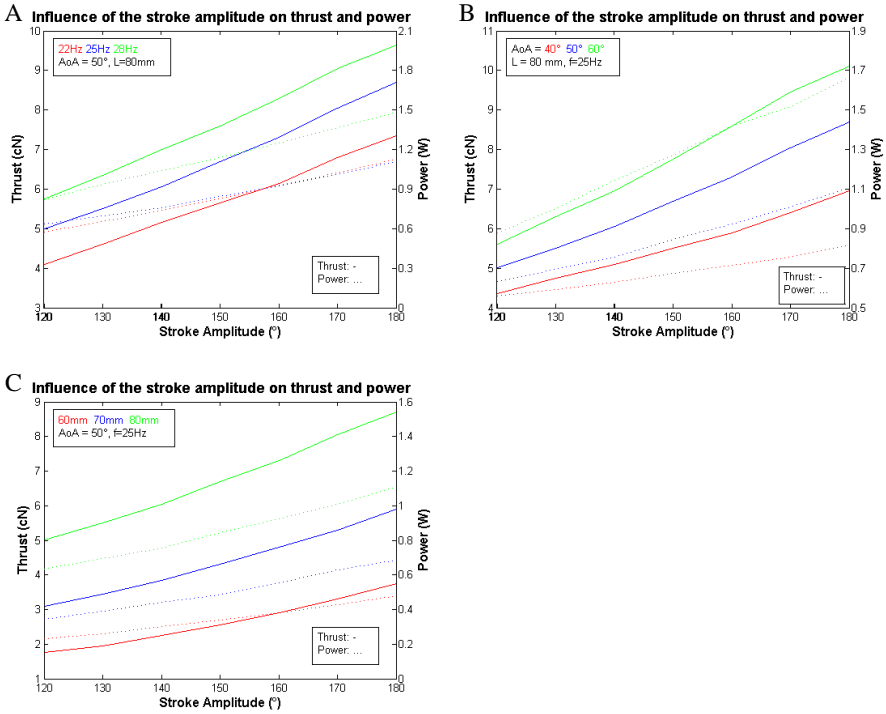 A
Influence of the stroke amplitude on thrust and power
22Hz 25Hz 28Hz
AoA = 50°, L=80mm
Thrust: -
Power: ...
Thrust (cN)
10
9
8
7
6
5
4
3
Power (W)
2.1
1.8
1.5
1.2
0.9
0.6
0.3
0
120 130 140 150 160 170 180
Stroke Amplitude (°)
B
Influence of the stroke amplitude on thrust and power
AoA = 40° 50° 60°
L = 80 mm, f=25Hz
Thrust: -
Power: ...
Thrust (cN)
11
10
9
8
7
6
5
4
Power (W)
1.9
1.7
1.5
1.3
1.1
0.9
0.7
0.5
120 130 140 150 160 170 180
Stroke Amplitude (°)
C
Influence of the stroke amplitude on thrust and power
60mm 70mm 80mm
AoA = 50°, f=25Hz
Thrust: -
Power: ...
Thrust (cN)
9
8
7
6
5
4
3
2
1
Power (W)
1.6
1.4
1.2
1
0.8
0.6
0.4
0.2
0
120 130 140 150 160 170 180
Stroke Amplitude (°)